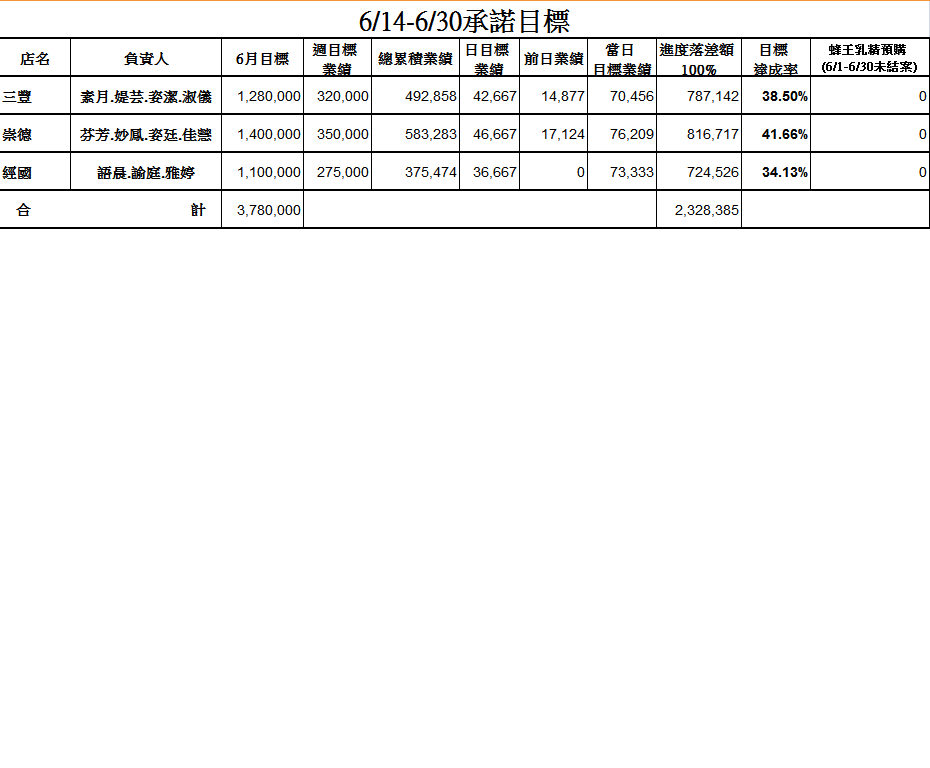 6/14-6/30承諾目標
店名 負責人 6月目標 週目標業績 總累積業績 日目標業績 前日業績 當日目標業績 進度落差額100% 目標達成率 蜂王乳精預購(6/1-6/30未結案)
三豐 素月.媞芸.姿潔.淑儀 1,280,000 320,000 492,858 42,667 14,877 70,456 787,142 38.50% 0
崇德 芬芳.妙鳳.姿廷.佳慧 1,400,000 350,000 583,283 46,667 17,124 76,209 816,717 41.66% 0
經國 語晨.諭庭.雅婷 1,100,000 275,000 375,474 36,667 0 73,333 724,526 34.13% 0
合計 3,780,000 2,328,385